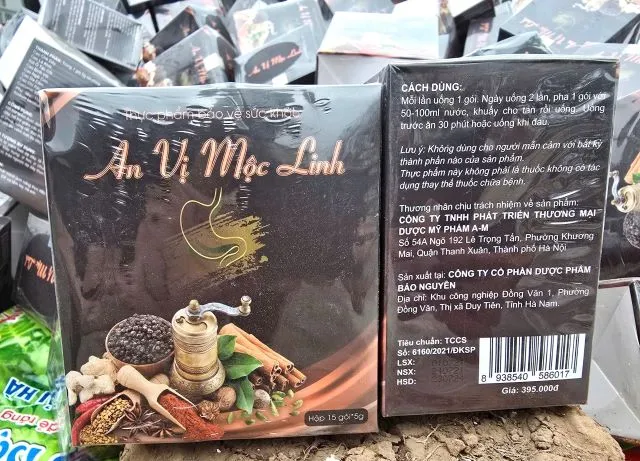 Thực phẩm bảo vệ sức khỏe
An Vị Mộc Linh
Hộp 15 gói*5g
CÁCH DÙNG:
Mỗi lần uống 1 gói. Ngày uống 2 lần, pha 1 gói với
50-100ml nước, khuấy cho tan rồi uống. Uống
trước ăn 30 phút hoặc uống khi đau.
Lưu ý: Không dùng cho người mẫn cảm với bất kỳ
thành phần nào của sản phẩm.
Thực phẩm này không phải là thuốc không có tác
dụng thay thế thuốc chữa bệnh.
Thương nhân chịu trách nhiệm về sản phẩm:
CÔNG TY TNHH PHÁT TRIỂN THƯƠNG MẠI
DƯỢC MỸ PHẨM A-M
Số 54A Ngõ 192 Lê Trọng Tấn, Phường Khương
Mai, Quận Thanh Xuân, Thành phố Hà Nội
Sản xuất tại: CÔNG TY CỔ PHẦN DƯỢC PHẨM
BẢO NGUYÊN
Địa chỉ: Khu công nghiệp Đồng Văn 1, Phường
Đồng Văn, Thị xã Duy Tiên, Tỉnh Hà Nam.
Tiêu chuẩn: TCCS
Số: 6160/2021/ĐKSP
LSX:
NSX:
HSD:
8 938540 586017
Giá: 395.000đ
An Vị Mộc Linh